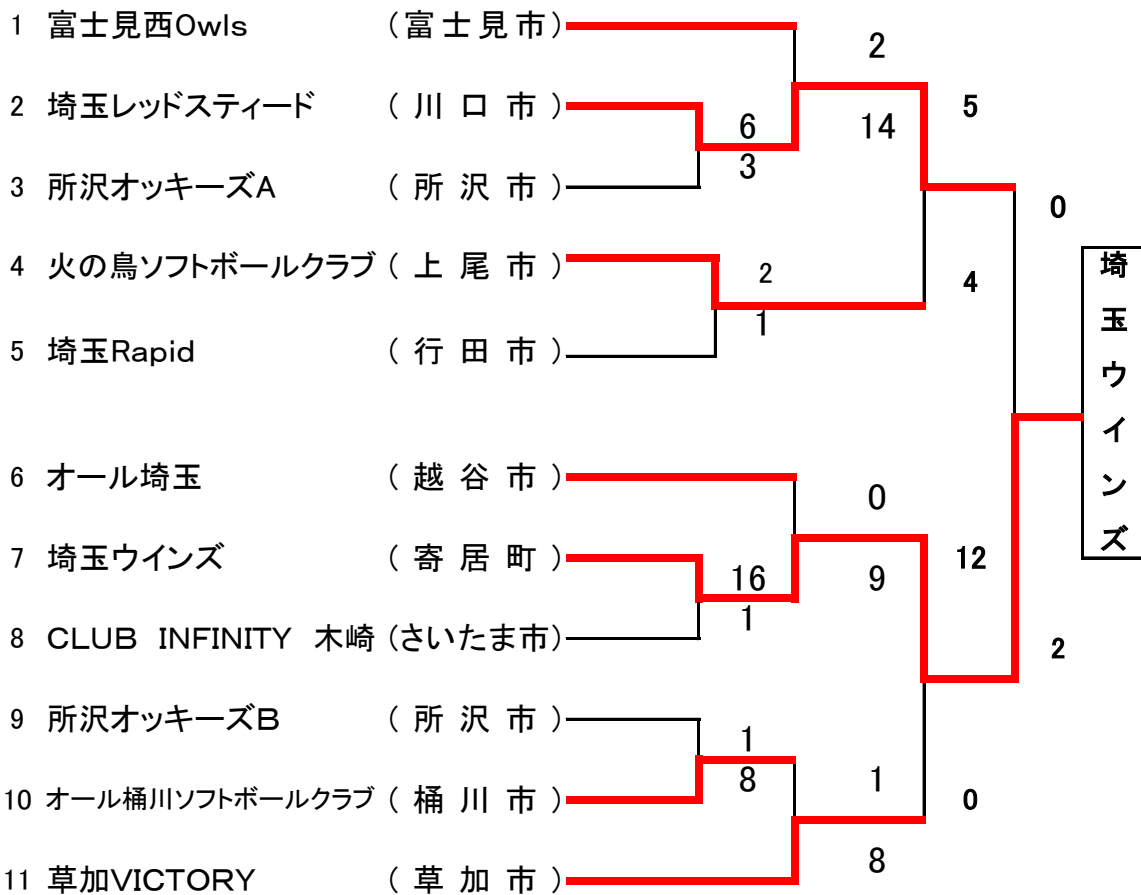 1 富士見西Owls (富士見市)
2
2 埼玉レッドスティード ( 川 口 市 )
5
6
14
3
3 所沢オッキーズA ( 所 沢 市 )
0
4 火の鳥ソフトボールクラブ ( 上 尾 市 )
2
4
1
5 埼玉Rapid ( 行 田 市 )
埼玉ウインズ
6 オール埼玉 ( 越 谷 市 )
0
7 埼玉ウインズ ( 寄 居 町 )
12
16
9
1
8 CLUB INFINITY 木崎 (さいたま市)
2
9 所沢オッキーズB ( 所 沢 市 )
1
8
1
10 オール桶川ソフトボールクラブ ( 桶 川 市 )
0
8
11 草加VICTORY ( 草 加 市 )